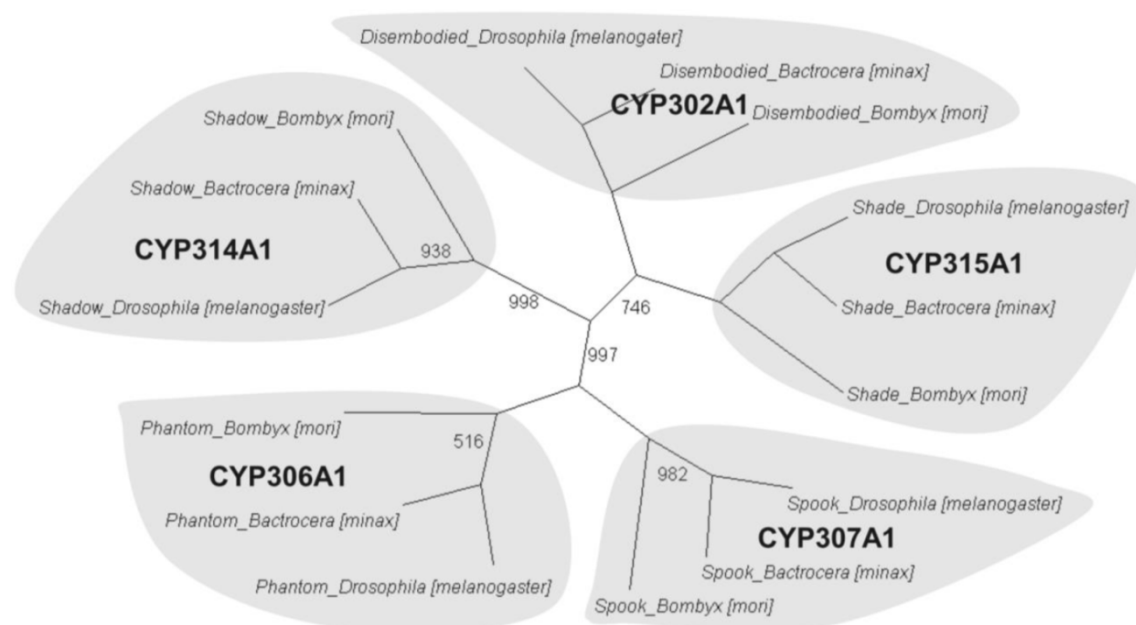 Disembodied_Drosophila [melanogater]
Disembodied_Bactrocera [minax]
CYP302A1
Disembodied_Bombyx [mori]
Shadow_Bombyx [mori]
Shadow_Bactrocera [minax]
938
CYP314A1
Shadow_Drosophila [melanogaster]
998
746
Shade_Drosophila [melanogaster]
CYP315A1
Shade_Bactrocera [minax]
Shade_Bombyx [mori]
997
Phantom_Bombyx [mori]
516
CYP306A1
Phantom_Bactrocera [minax]
Phantom_Drosophila [melanogaster]
982
Spook_Drosophila [melanogaster]
CYP307A1
Spook_Bactrocera [minax]
Spook_Bombyx [mori]